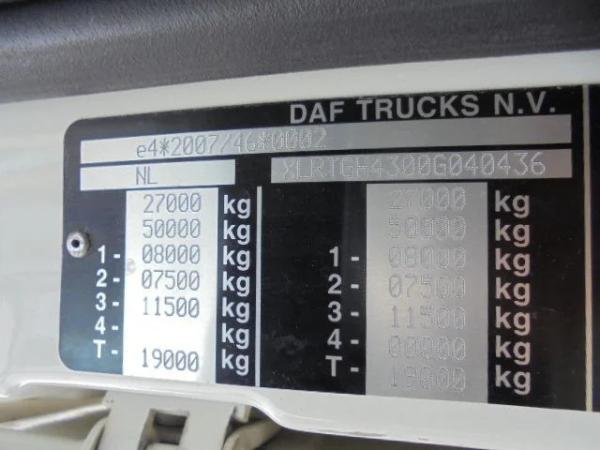 DAF TRUCKS N.V.
e4*2007/46*0002
NL XLRTGH4300G040436
27000 kg 27000 kg
50000 kg 50000 kg
1- 08000 kg 1- 08000 kg
2- 07500 kg 2- 07500 kg
3- 11500 kg 3- 11500 kg
4- kg 4- 00000 kg
T- 19000 kg T- 19000 kg